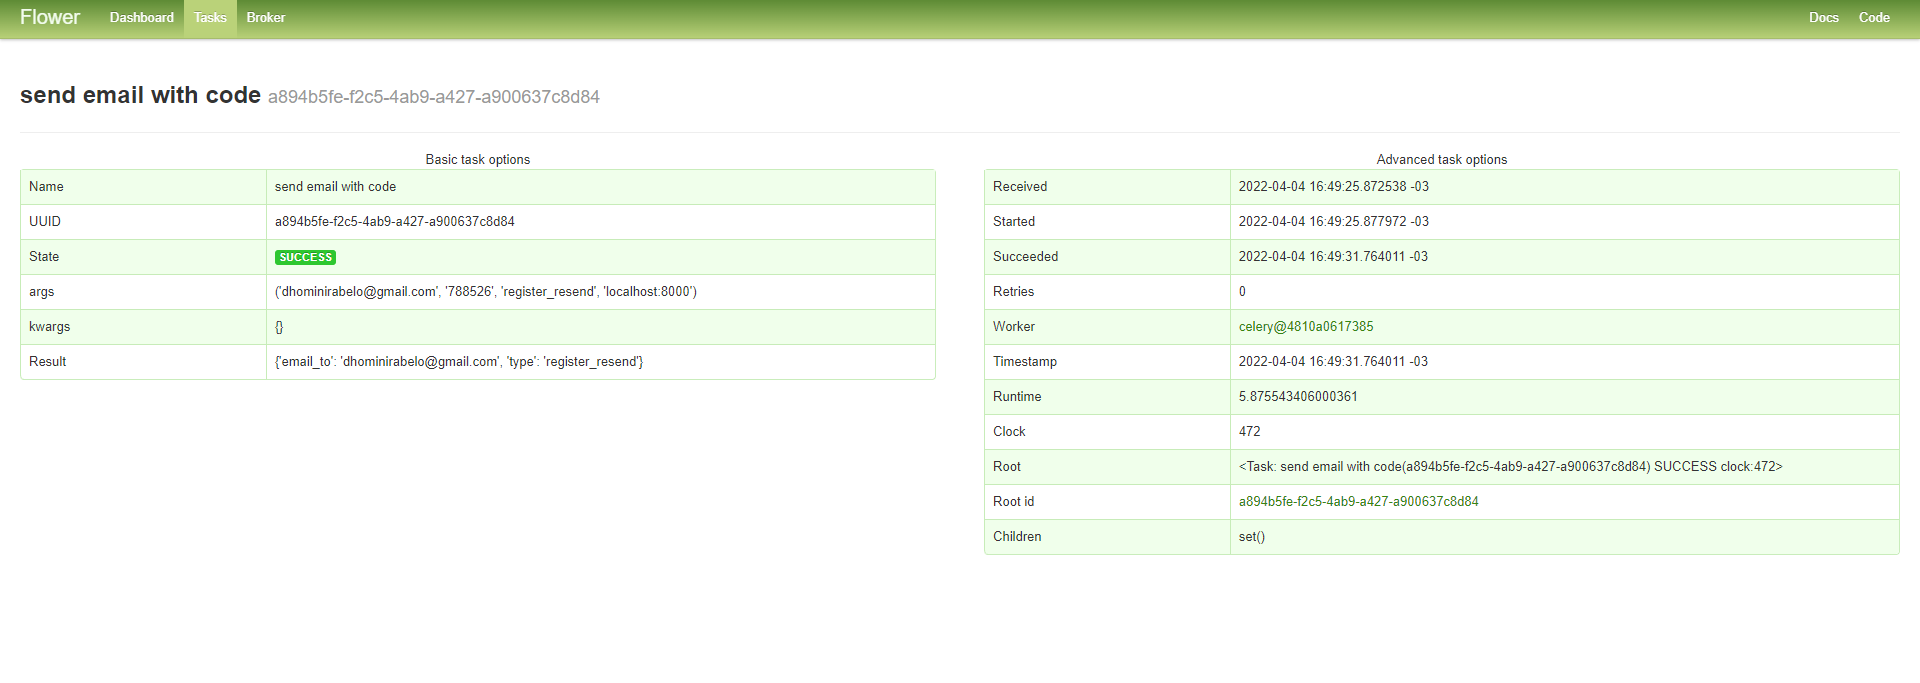 Flower Dashboard Tasks Broker Docs Code
send email with code a894b5fe-f2c5-4ab9-a427-a900637c8d84
Basic task options
Name send email with code
UUID a894b5fe-f2c5-4ab9-a427-a900637c8d84
State SUCCESS
args ('dhominirabelo@gmail.com', '788526', 'register_resend', 'localhost:8000')
kwargs {}
Result {'email_to': 'dhominirabelo@gmail.com', 'type': 'register_resend'}
Advanced task options
Received 2022-04-04 16:49:25.872538 -03
Started 2022-04-04 16:49:25.877972 -03
Succeeded 2022-04-04 16:49:31.764011 -03
Retries 0
Worker celery@4810a0617385
Timestamp 2022-04-04 16:49:31.764011 -03
Runtime 5.875543406000361
Clock 472
Root <Task: send email with code(a894b5fe-f2c5-4ab9-a427-a900637c8d84) SUCCESS clock:472>
Root id a894b5fe-f2c5-4ab9-a427-a900637c8d84
Children set()